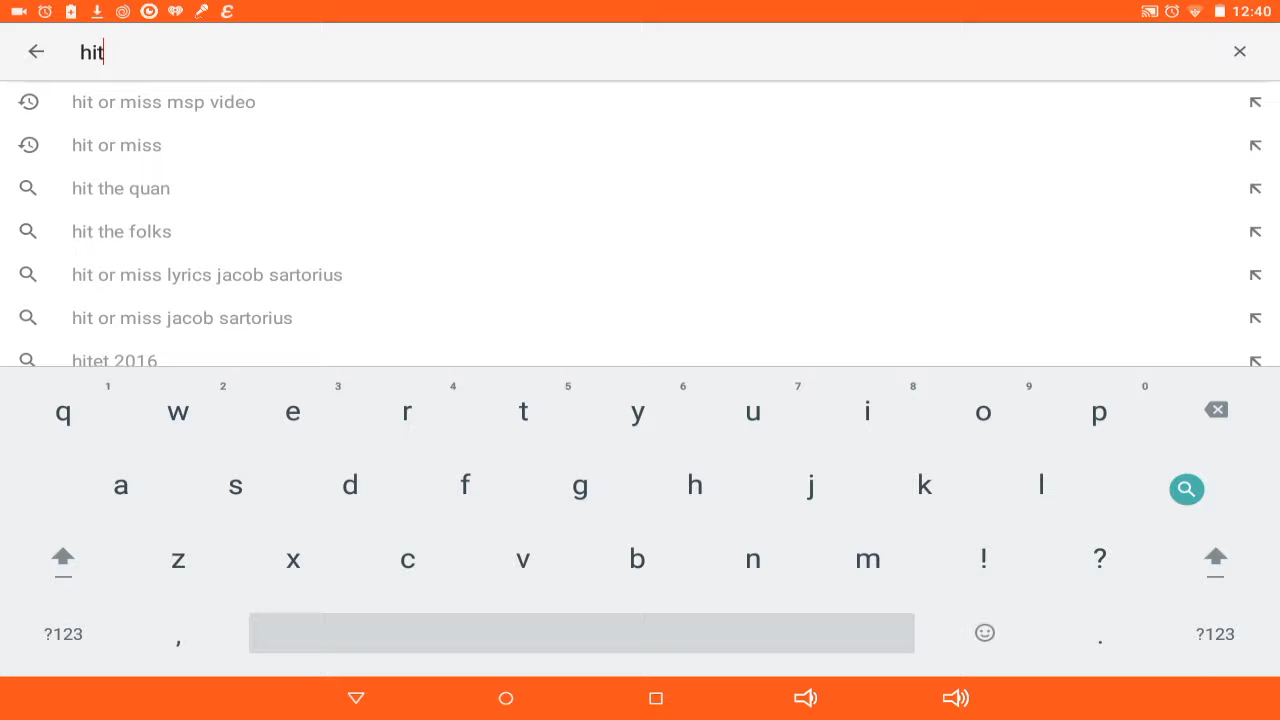 12:40
hit
hit or miss msp video
hit or miss
hit the quan
hit the folks
hit or miss lyrics jacob sartorius
hit or miss jacob sartorius
hitet 2016
1 2 3 4 5 6 7 8 9 0
q w e r t y u i o p
a s d f g h j k l
z x c v b n m ! ?
?123 , . ?123